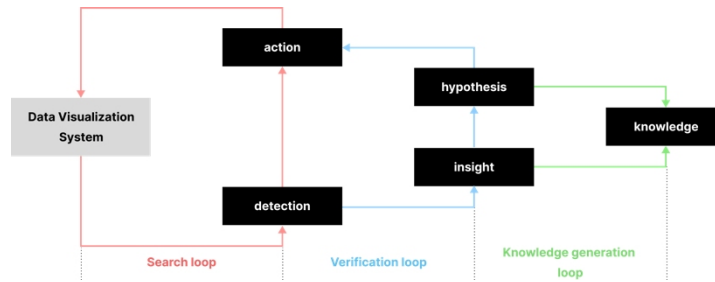 action
hypothesis
Data Visualization
System
knowledge
insight
detection
Search loop
Verification loop
Knowledge generation
loop